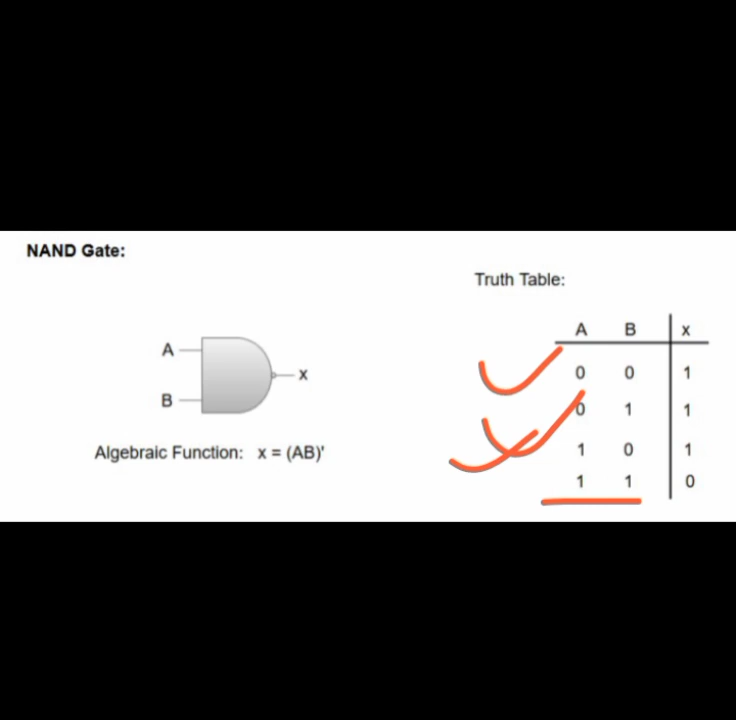 NAND Gate:
Truth Table:
A B x
A
0 0 1
x
B
0 1 1
1 0 1
Algebraic Function: x = (AB)'
1 1 0